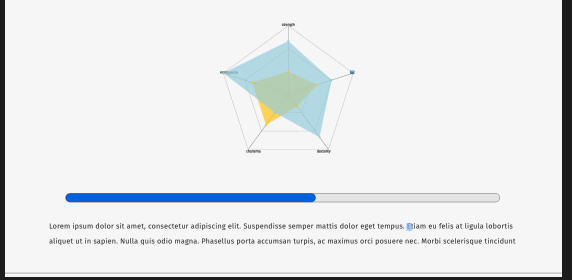 strength
charisma
dexterity
Lorem ipsum dolor sit amet, consectetur adipiscing elit. Suspendisse semper mattis dolor eget tempus. Etiam eu felis at ligula lobortis
aliquet ut in sapien. Nulla quis odio magna. Phasellus porta accumsan turpis, ac maximus orci posuere nec. Morbi scelerisque tincidunt